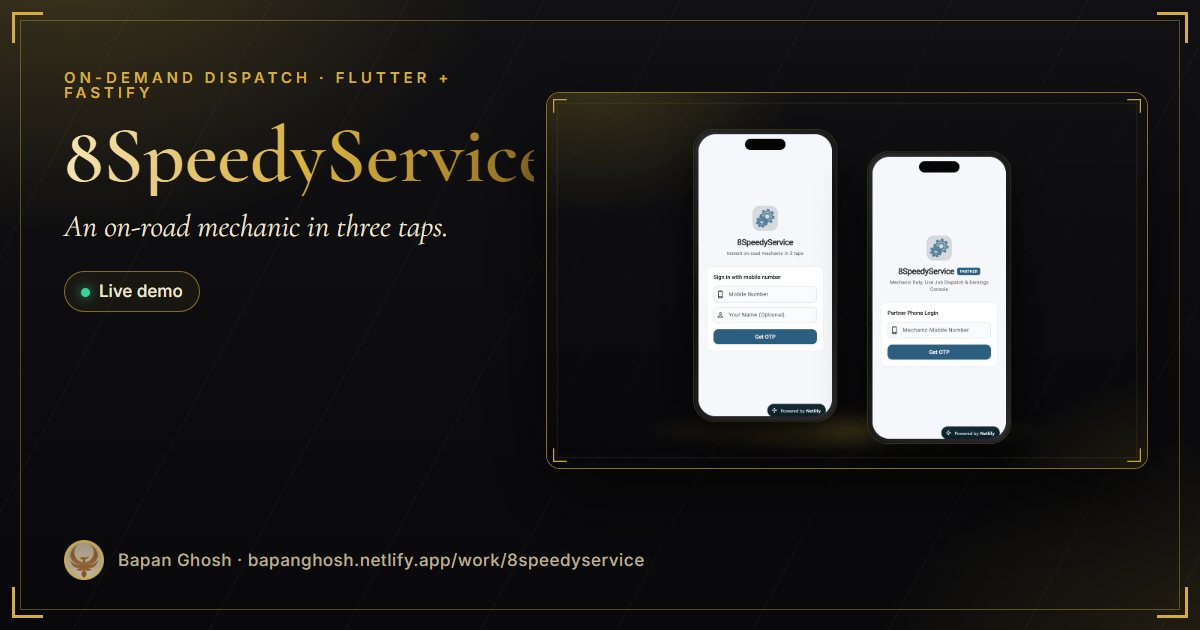 ON-DEMAND DISPATCH · FLUTTER +
FASTIFY
8SpeedyService
An on-road mechanic in three taps.
Live demo
8SpeedyService
Instant on-road mechanic in 3 taps
Sign in with mobile number
Mobile Number
Your Name (Optional)
Get OTP
Powered by Netlify
8SpeedyService PARTNER
Mechanic Duty, Live Job Dispatch & Earnings
Console
Partner Phone Login
Mechanic Mobile Number
Get OTP
Powered by Netlify
Bapan Ghosh · bapanghosh.netlify.app/work/8speedyservice